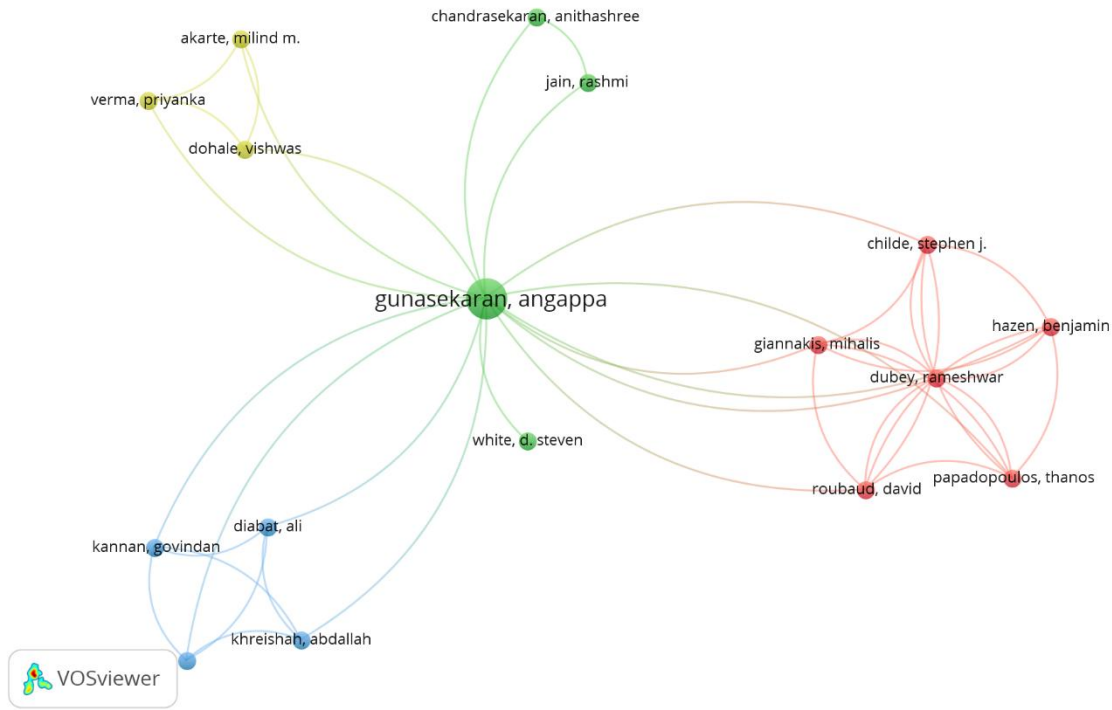 chandrasekaran, anithashree
akarte, milind m.
jain, rashmi
verma, priyanka
dohale, vishwas
childe, stephen j.
gunasekaran, angappa
hazen, benjamin
giannakis, mihalis
dubey, rameshwar
white, d. steven
papadopoulos, thanos
roubaud, david
diabat, ali
kannan, govindan
khreishah, abdallah
VOSviewer